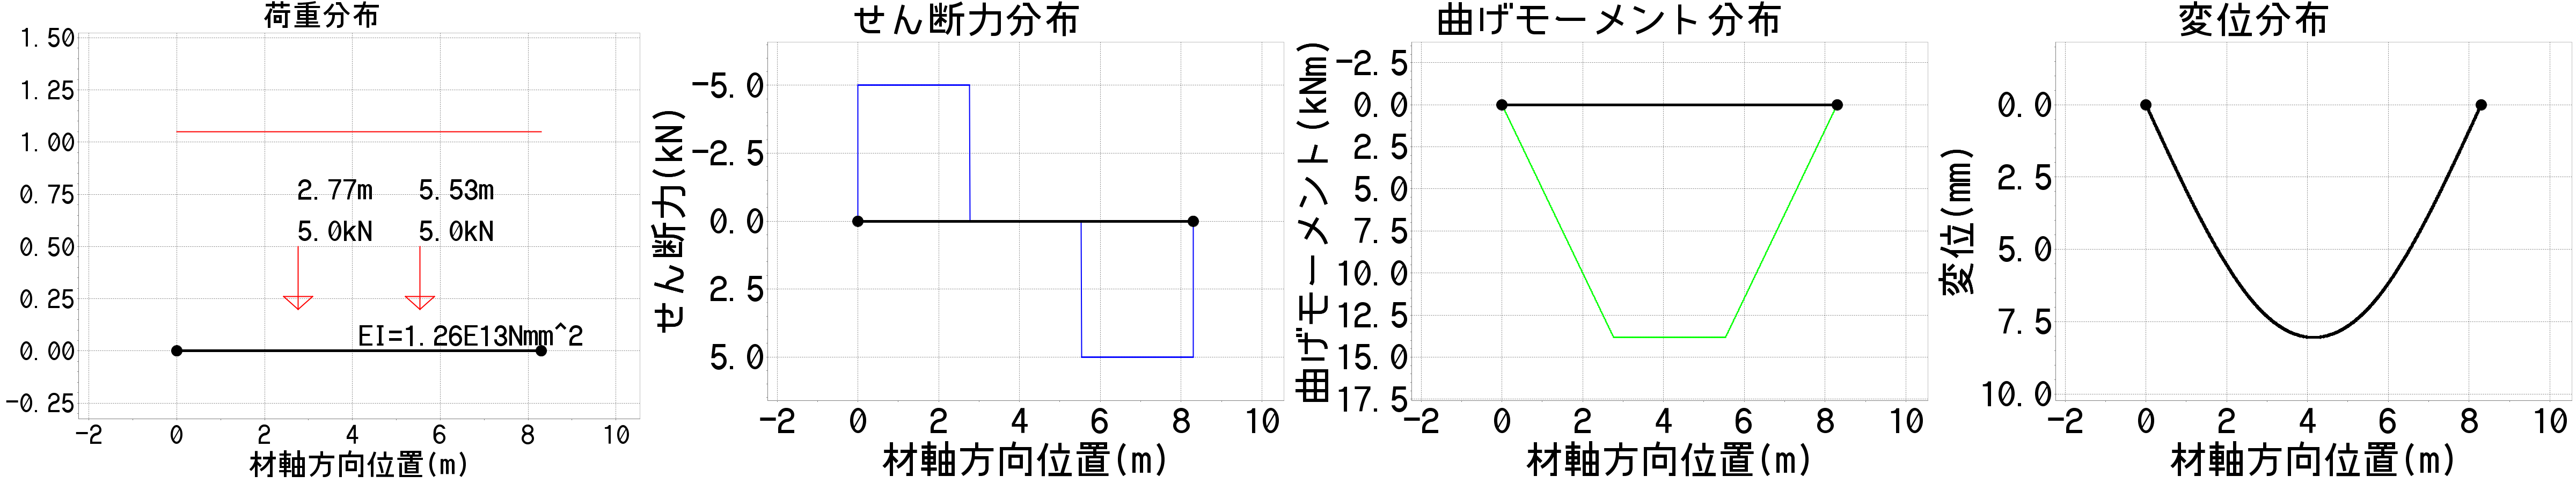 荷重分布
1.50
1.25
1.00
0.75
0.50
0.25
0.00
-0.25
2.77m
5.53m
5.0kN
5.0kN
EI=1.26E13Nmm^2
-2 0 2 4 6 8 10
材軸方向位置(m)
せん断力分布
せん断力(kN)
-5.0
-2.5
0.0
2.5
5.0
-2 0 2 4 6 8 10
材軸方向位置(m)
曲げモーメント分布
曲げモーメント(kNm)
-2.5
0.0
2.5
5.0
7.5
10.0
12.5
15.0
17.5
-2 0 2 4 6 8 10
材軸方向位置(m)
変位分布
変位(mm)
0.0
2.5
5.0
7.5
10.0
-2 0 2 4 6 8 10
材軸方向位置(m)